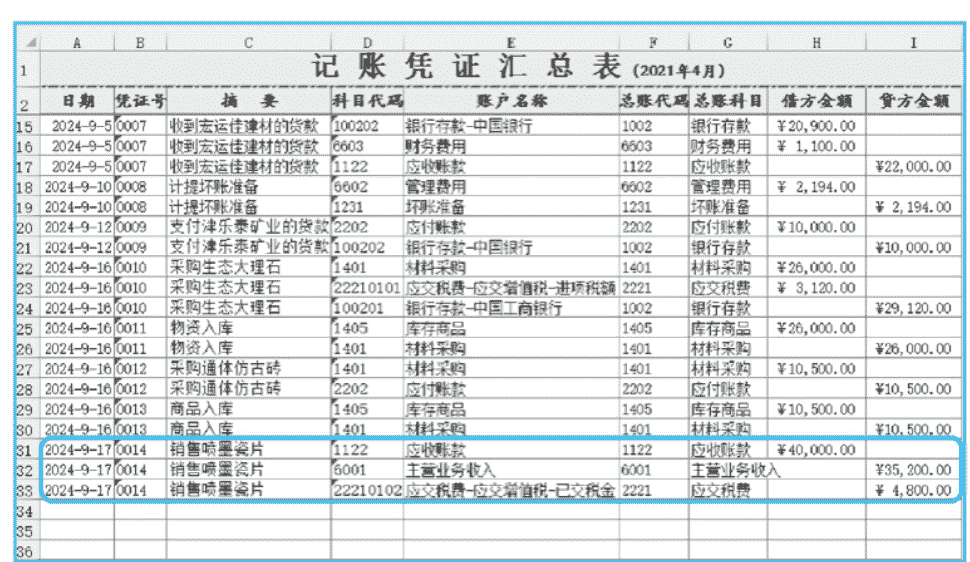 A B C D E F G H I
1 记 账 凭 证 汇 总 表 (2021年4月)
2 日期 凭证号 摘 要 科目代码 账户名称 总账代码 总账科目 借方金额 贷方金额
15 2024-9-5 0007 收到宏运佳建材的货款 100202 银行存款-中国银行 1002 银行存款 ¥20,900.00
16 2024-9-5 0007 收到宏运佳建材的货款 6603 财务费用 6603 财务费用 ¥ 1,100.00
17 2024-9-5 0007 收到宏运佳建材的货款 1122 应收账款 1122 应收账款 ¥22,000.00
18 2024-9-10 0008 计提坏账准备 6602 管理费用 6602 管理费用 ¥ 2,194.00
19 2024-9-10 0008 计提坏账准备 1231 坏账准备 1231 坏账准备 ¥ 2,194.00
20 2024-9-12 0009 支付津乐泰矿业的货款 2202 应付账款 2202 应付账款 ¥10,000.00
21 2024-9-12 0009 支付津乐泰矿业的货款 100202 银行存款-中国银行 1002 银行存款 ¥10,000.00
22 2024-9-16 0010 采购生态大理石 1401 材料采购 1401 材料采购 ¥26,000.00
23 2024-9-16 0010 采购生态大理石 22210101 应交税费-应交增值税-进项税额 2221 应交税费 ¥ 3,120.00
24 2024-9-16 0010 采购生态大理石 100201 银行存款-中国工商银行 1002 银行存款 ¥29,120.00
25 2024-9-16 0011 物资入库 1405 库存商品 1405 库存商品 ¥26,000.00
26 2024-9-16 0011 物资入库 1401 材料采购 1401 材料采购 ¥26,000.00
27 2024-9-16 0012 采购通体仿古砖 1401 材料采购 1401 材料采购 ¥10,500.00
28 2024-9-16 0012 采购通体仿古砖 2202 应付账款 2202 应付账款 ¥10,500.00
29 2024-9-16 0013 商品入库 1405 库存商品 1405 库存商品 ¥10,500.00
30 2024-9-16 0013 商品入库 1401 材料采购 1401 材料采购 ¥10,500.00
31 2024-9-17 0014 销售喷墨瓷片 1122 应收账款 1122 应收账款 ¥40,000.00
32 2024-9-17 0014 销售喷墨瓷片 6001 主营业务收入 6001 主营业务收入 ¥35,200.00
33 2024-9-17 0014 销售喷墨瓷片 22210102 应交税费-应交增值税-已交税金 2221 应交税费 ¥ 4,800.00
34
35
36